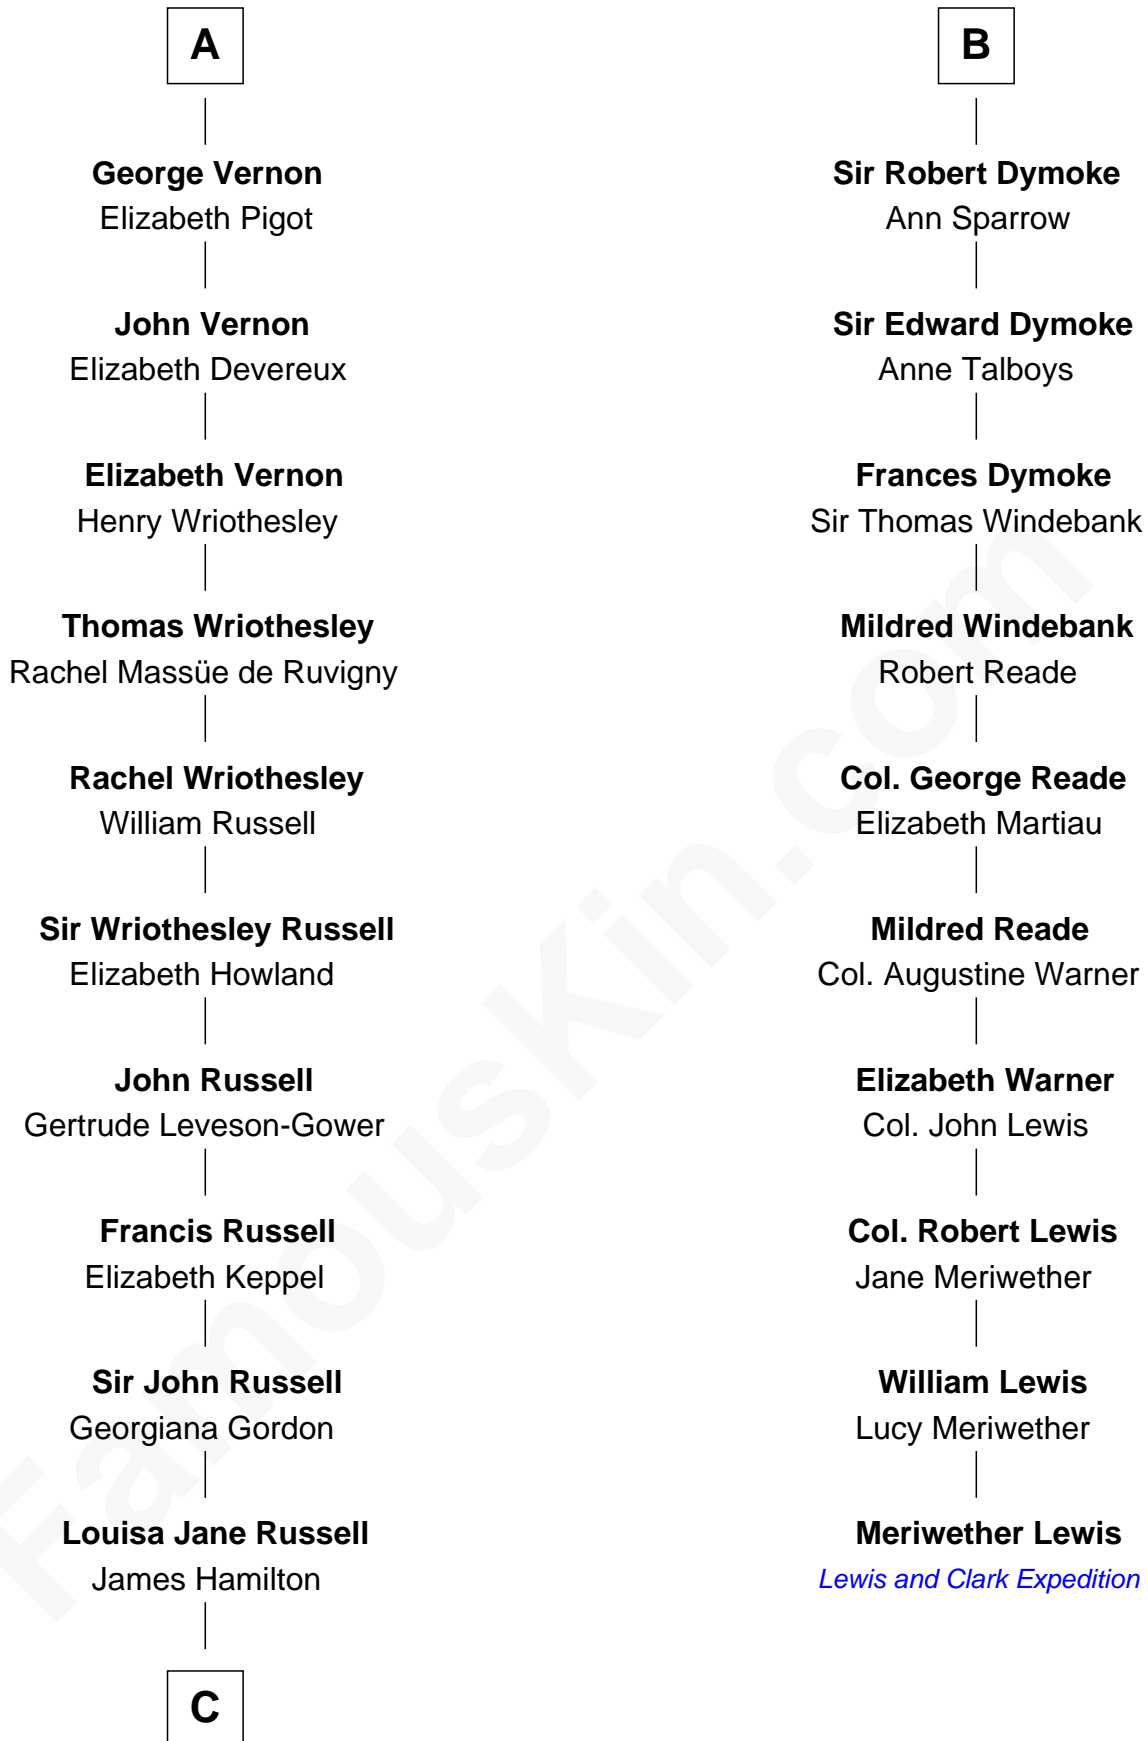 A
George Vernon
Elizabeth Pigot
John Vernon
Elizabeth Devereux
Elizabeth Vernon
Henry Wriothesley
Thomas Wriothesley
Rachel Massüe de Ruvigny
Rachel Wriothesley
William Russell
Sir Wriothesley Russell
Elizabeth Howland
John Russell
Gertrude Leveson-Gower
Francis Russell
Elizabeth Keppel
Sir John Russell
Georgiana Gordon
Louisa Jane Russell
James Hamilton
C
B
Sir Robert Dymoke
Ann Sparrow
Sir Edward Dymoke
Anne Talboys
Frances Dymoke
Sir Thomas Windebank
Mildred Windebank
Robert Reade
Col. George Reade
Elizabeth Martiau
Mildred Reade
Col. Augustine Warner
Elizabeth Warner
Col. John Lewis
Col. Robert Lewis
Jane Meriwether
William Lewis
Lucy Meriwether
Meriwether Lewis
Lewis and Clark Expedition
FamousKin.com